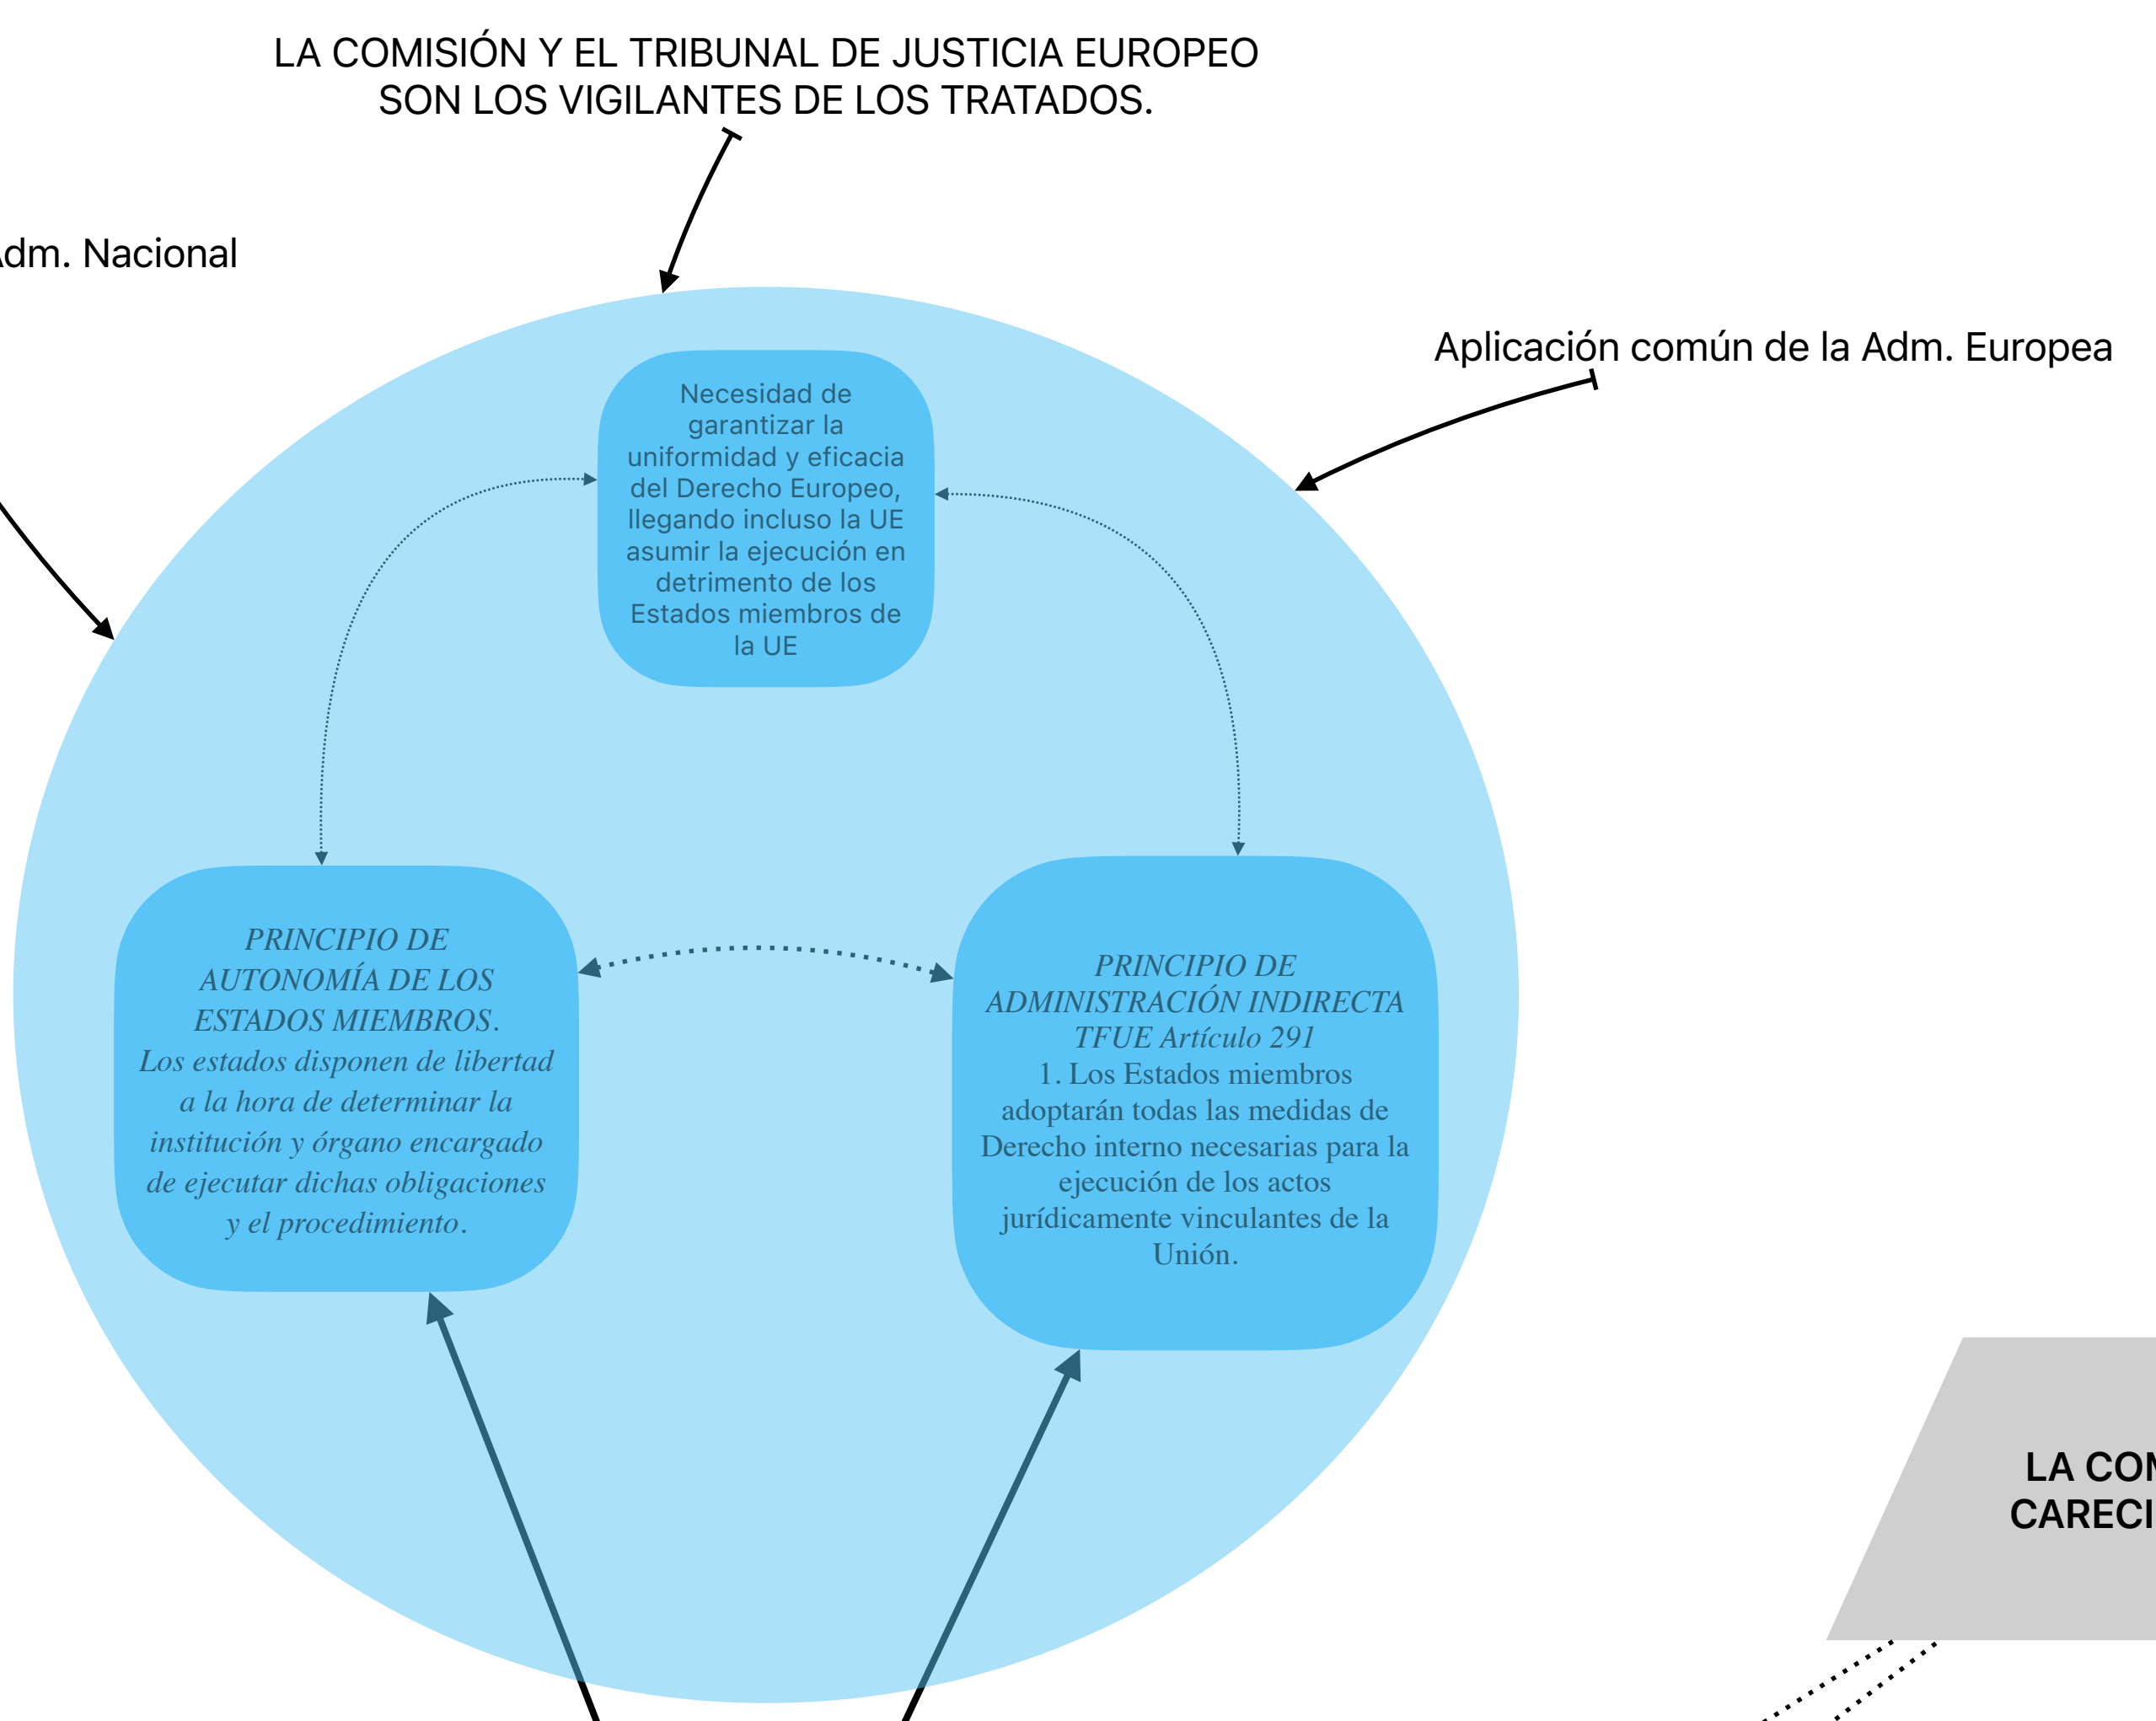 LA COMISIÓN Y EL TRIBUNAL DE JUSTICIA EUROPEO
SON LOS VIGILANTES DE LOS TRATADOS.
Adm. Nacional
Aplicación común de la Adm. Europea
Necesidad de
garantizar la
uniformidad y eficacia
del Derecho Europeo,
llegando incluso la UE
asumir la ejecución en
detrimento de los
Estados miembros de
la UE
PRINCIPIO DE
AUTONOMÍA DE LOS
ESTADOS MIEMBROS.
Los estados disponen de libertad
a la hora de determinar la
institución y órgano encargado
de ejecutar dichas obligaciones
y el procedimiento.
PRINCIPIO DE
ADMINISTRACIÓN INDIRECTA
TFUE Artículo 291
1. Los Estados miembros
adoptarán todas las medidas de
Derecho interno necesarias para la
ejecución de los actos
jurídicamente vinculantes de la
Unión.
LA